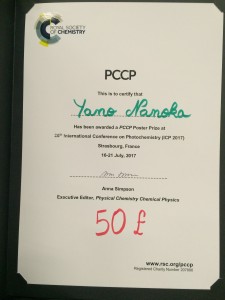 ROYAL SOCIETY
OF CHEMISTRY
PCCP
This is to certify that
Yano Nanoka
Has been awarded a PCCP Poster Prize at
28th International Conference on Photochemistry (ICP 2017)
Strasbourg, France
16-21 July, 2017
Anna Simpson
Executive Editor, Physical Chemistry Chemical Physics
50 £
www.rsc.org/pccp
Registered Charity Number 207890